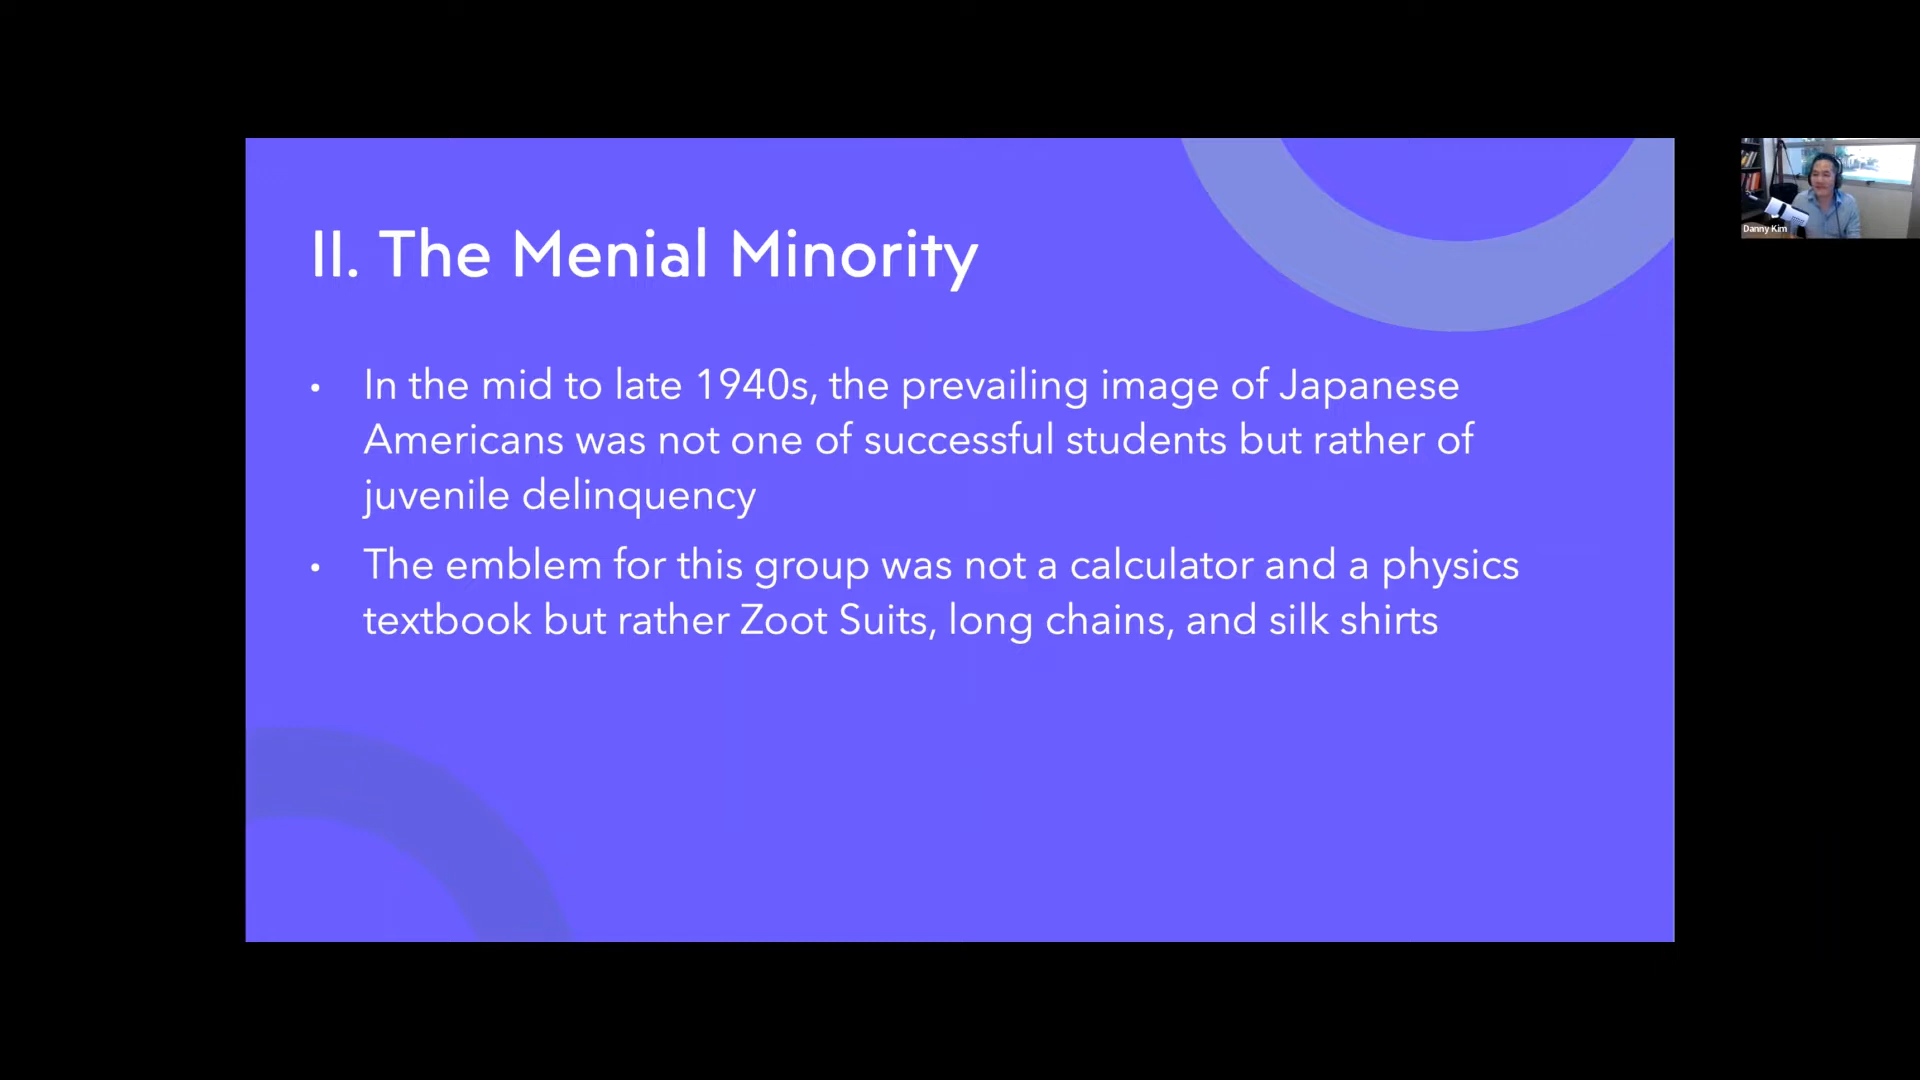 II. The Menial Minority
• In the mid to late 1940s, the prevailing image of Japanese
Americans was not one of successful students but rather of
juvenile delinquency
• The emblem for this group was not a calculator and a physics
textbook but rather Zoot Suits, long chains, and silk shirts
Danny Kim